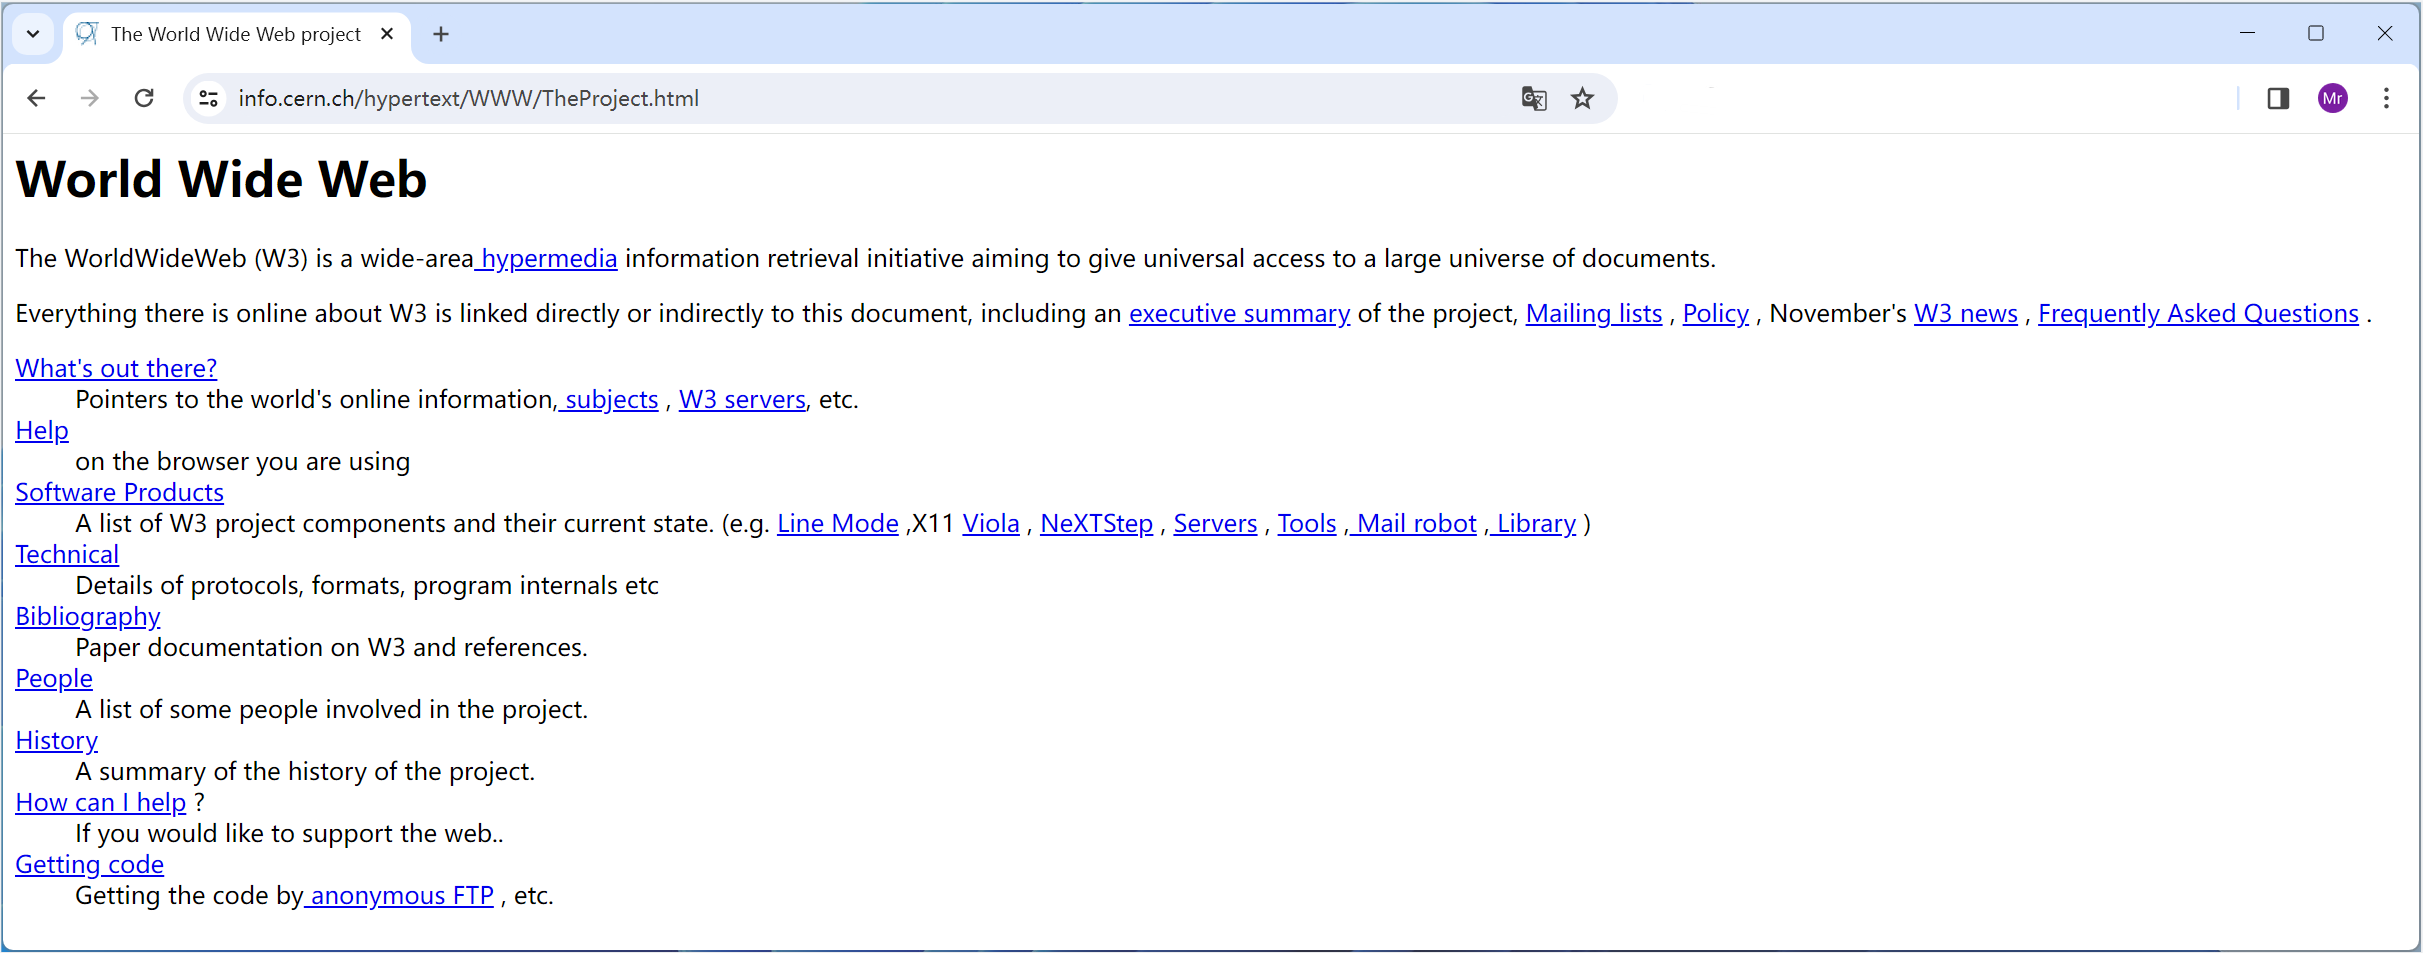 The World Wide Web project
info.cern.ch/hypertext/WWW/TheProject.html
Mr
World Wide Web
The WorldWideWeb (W3) is a wide-area hypermedia information retrieval initiative aiming to give universal access to a large universe of documents.
Everything there is online about W3 is linked directly or indirectly to this document, including an executive summary of the project, Mailing lists , Policy , November's W3 news , Frequently Asked Questions .
What's out there?
Pointers to the world's online information, subjects , W3 servers, etc.
Help
on the browser you are using
Software Products
A list of W3 project components and their current state. (e.g. Line Mode ,X11 Viola , NeXTStep , Servers , Tools , Mail robot , Library )
Technical
Details of protocols, formats, program internals etc
Bibliography
Paper documentation on W3 and references.
People
A list of some people involved in the project.
History
A summary of the history of the project.
How can I help ?
If you would like to support the web..
Getting code
Getting the code by anonymous FTP , etc.